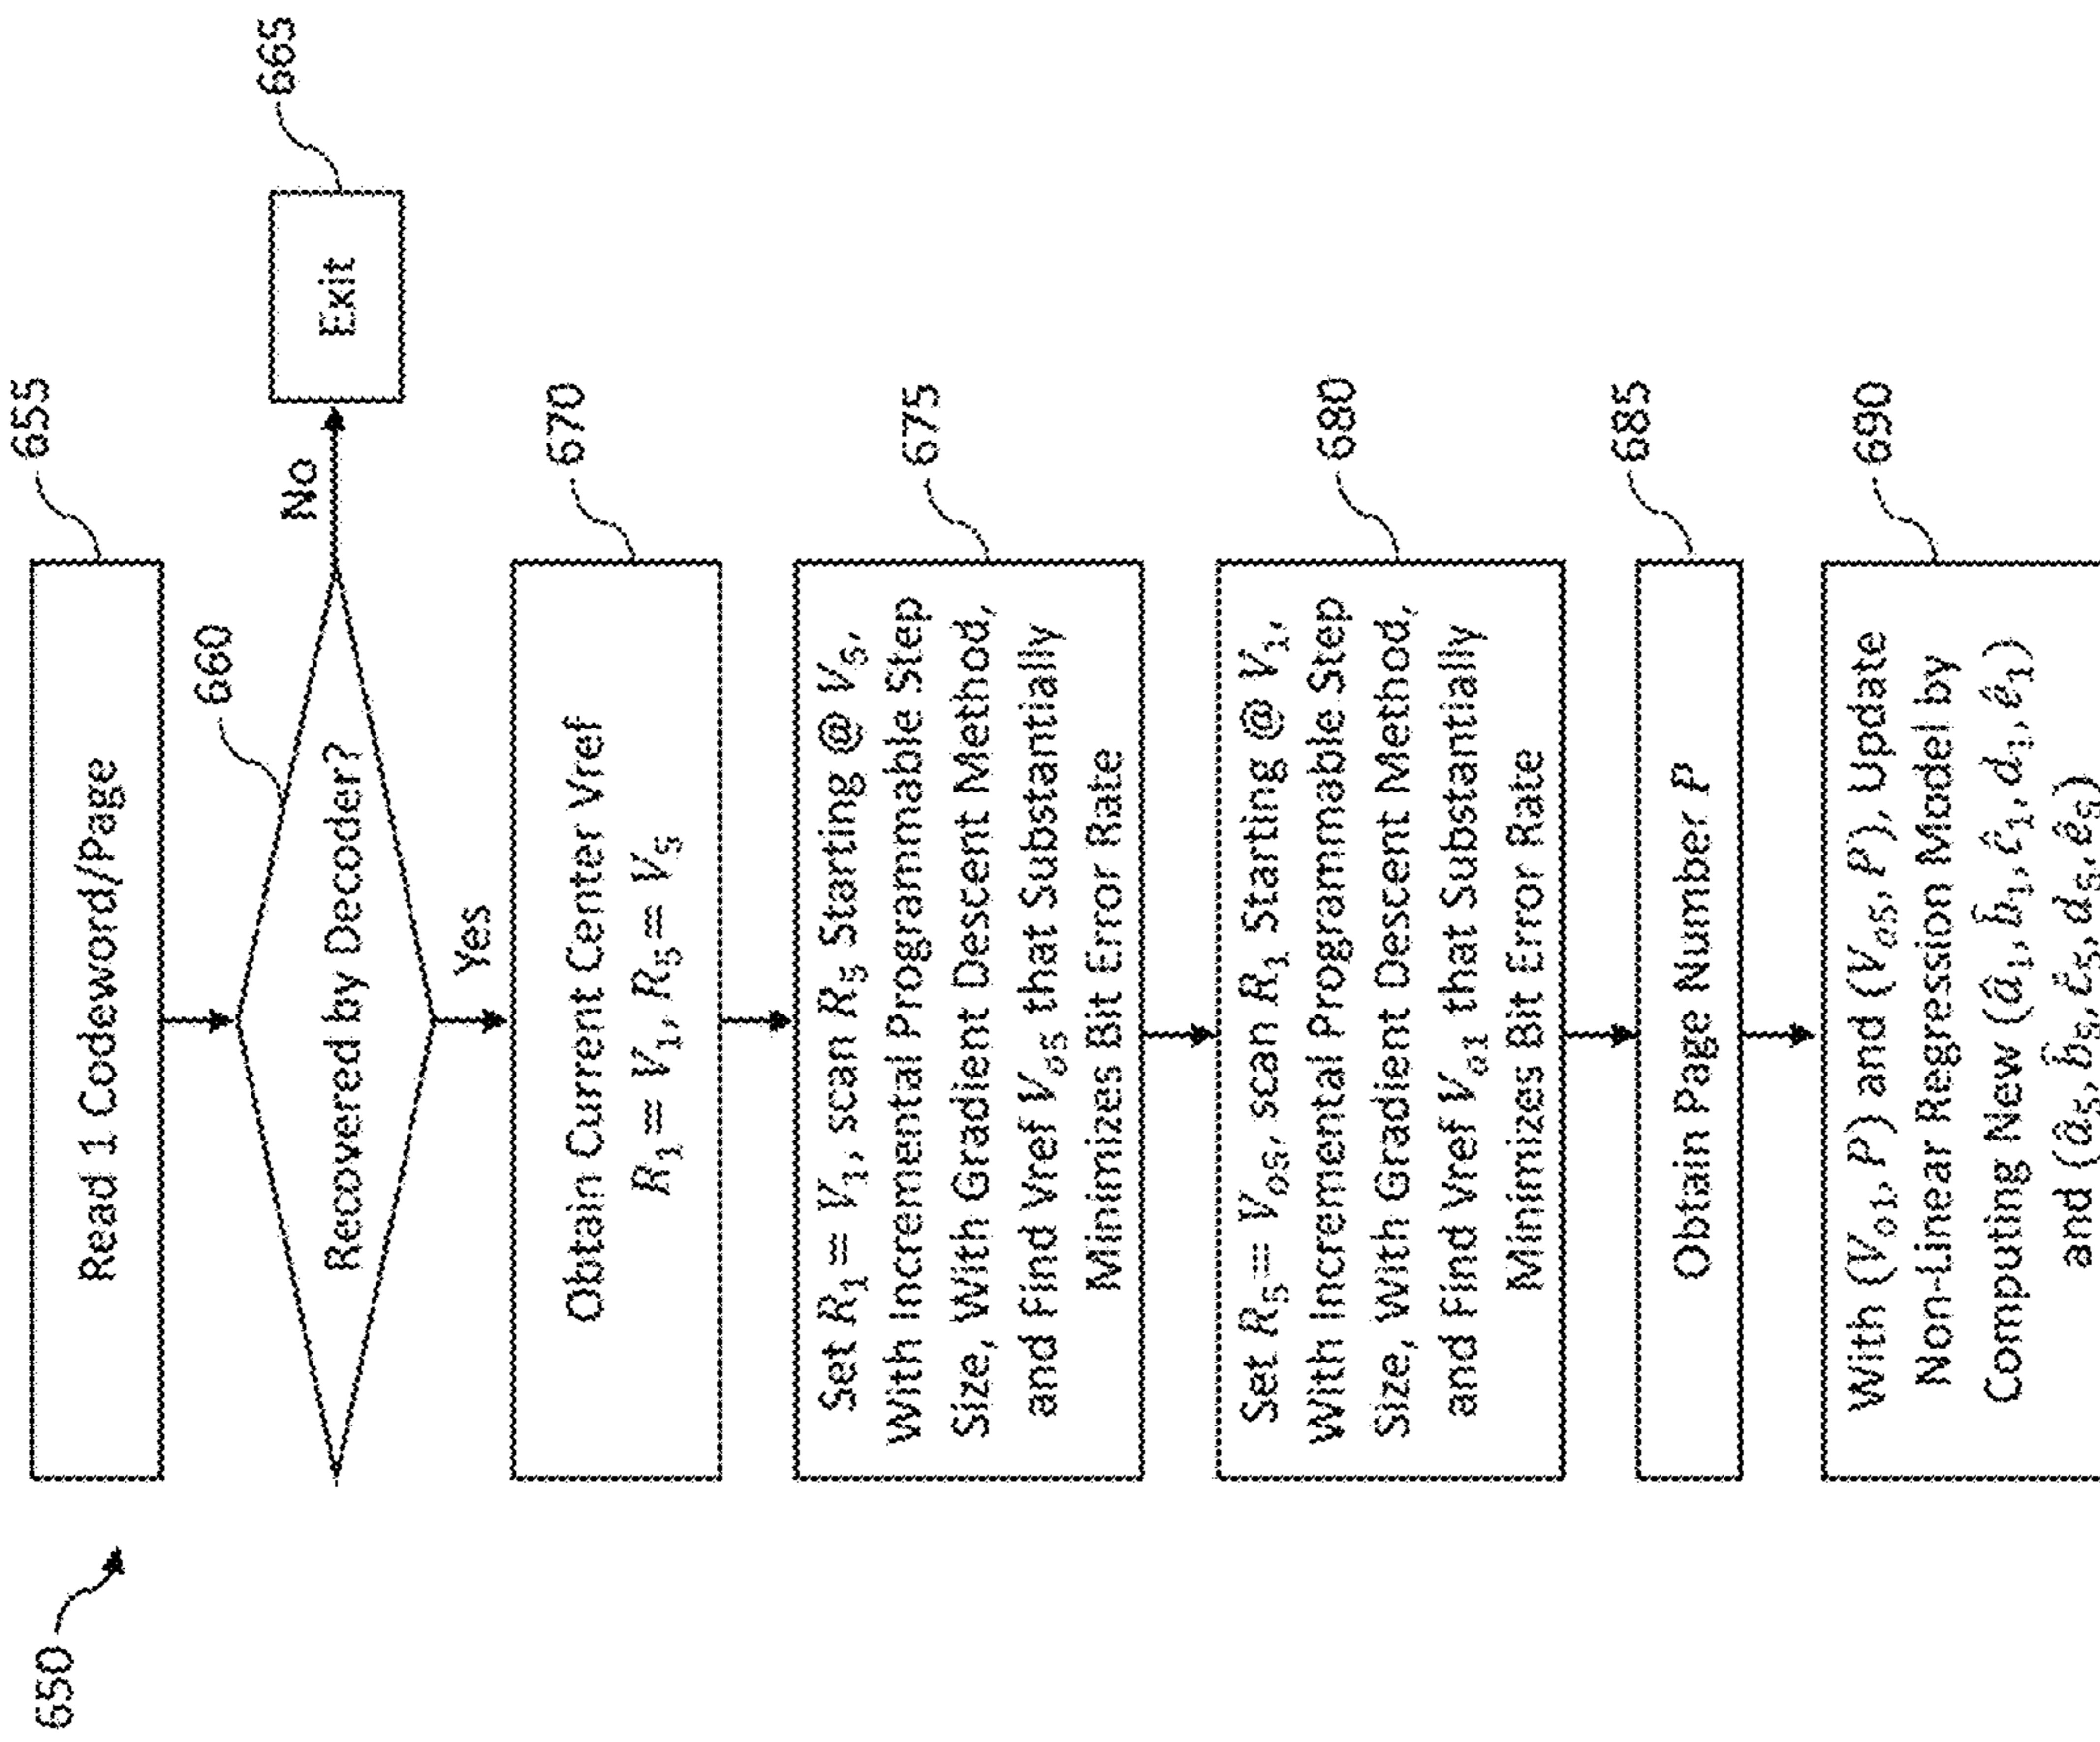 650
655
Read 1 Codeword/Page
660
Recovered by Decoder?
No
665
Exit
Yes
670
Obtain Current Center Vref
R₁ = V₁, R₅ = V₅
675
Set R₁ = V₁, scan R₅ Starting @ V₅,
With Incremental Programmable Step
Size, With Gradient Descent Method,
and Find Vref Vₒ₅ that Substantially
Minimizes Bit Error Rate
680
Set R₅ = Vₒ₅, scan R₁ Starting @ V₁,
With Incremental Programmable Step
Size, With Gradient Descent Method,
and Find Vref Vₒ₁ that Substantially
Minimizes Bit Error Rate
685
Obtain Page Number P
690
With (Vₒ₁, P) and (Vₒ₅, P), Update
Non-Linear Regression Model by
Computing New (â₁, b̂₁, ĉ₁, d₁, ê₁)
and (â₅, b̂₅, ĉ₅, d₅, ê₅)